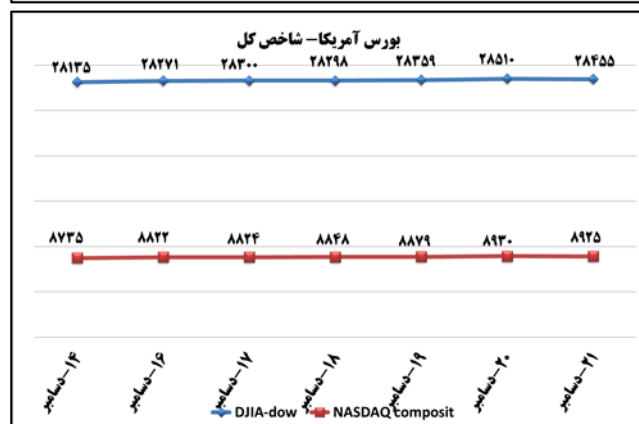 بورس آمریکا- شاخص کل
۲۸۱۳۵ ۲۸۲۷۱ ۲۸۳۰۰ ۲۸۲۹۸ ۲۸۳۵۹ ۲۸۵۱۰ ۲۸۴۵۵
۸۷۳۵ ۸۸۲۲ ۸۸۲۴ ۸۸۴۸ ۸۸۷۹ ۸۹۳۰ ۸۹۲۵
۱۴-دسامبر ۱۶-دسامبر ۱۷-دسامبر ۱۸-دسامبر ۱۹-دسامبر ۲۰-دسامبر ۲۱-دسامبر
DJIA-dow NASDAQ composit